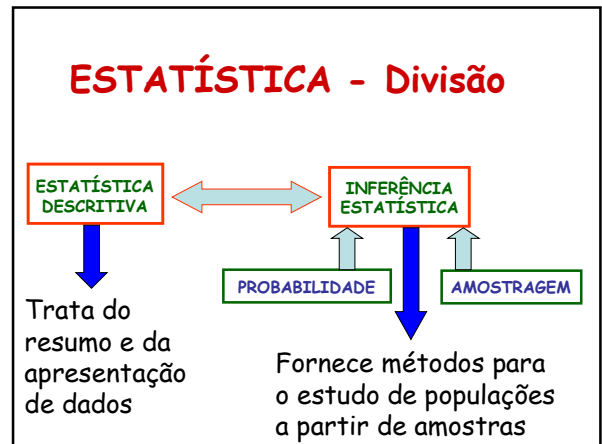 ESTATÍSTICA - Divisão
ESTATÍSTICA
DESCRITIVA
INFERÊNCIA
ESTATÍSTICA
PROBABILIDADE
AMOSTRAGEM
Trata do
resumo e da
apresentação
de dados
Fornece métodos para
o estudo de populações
a partir de amostras